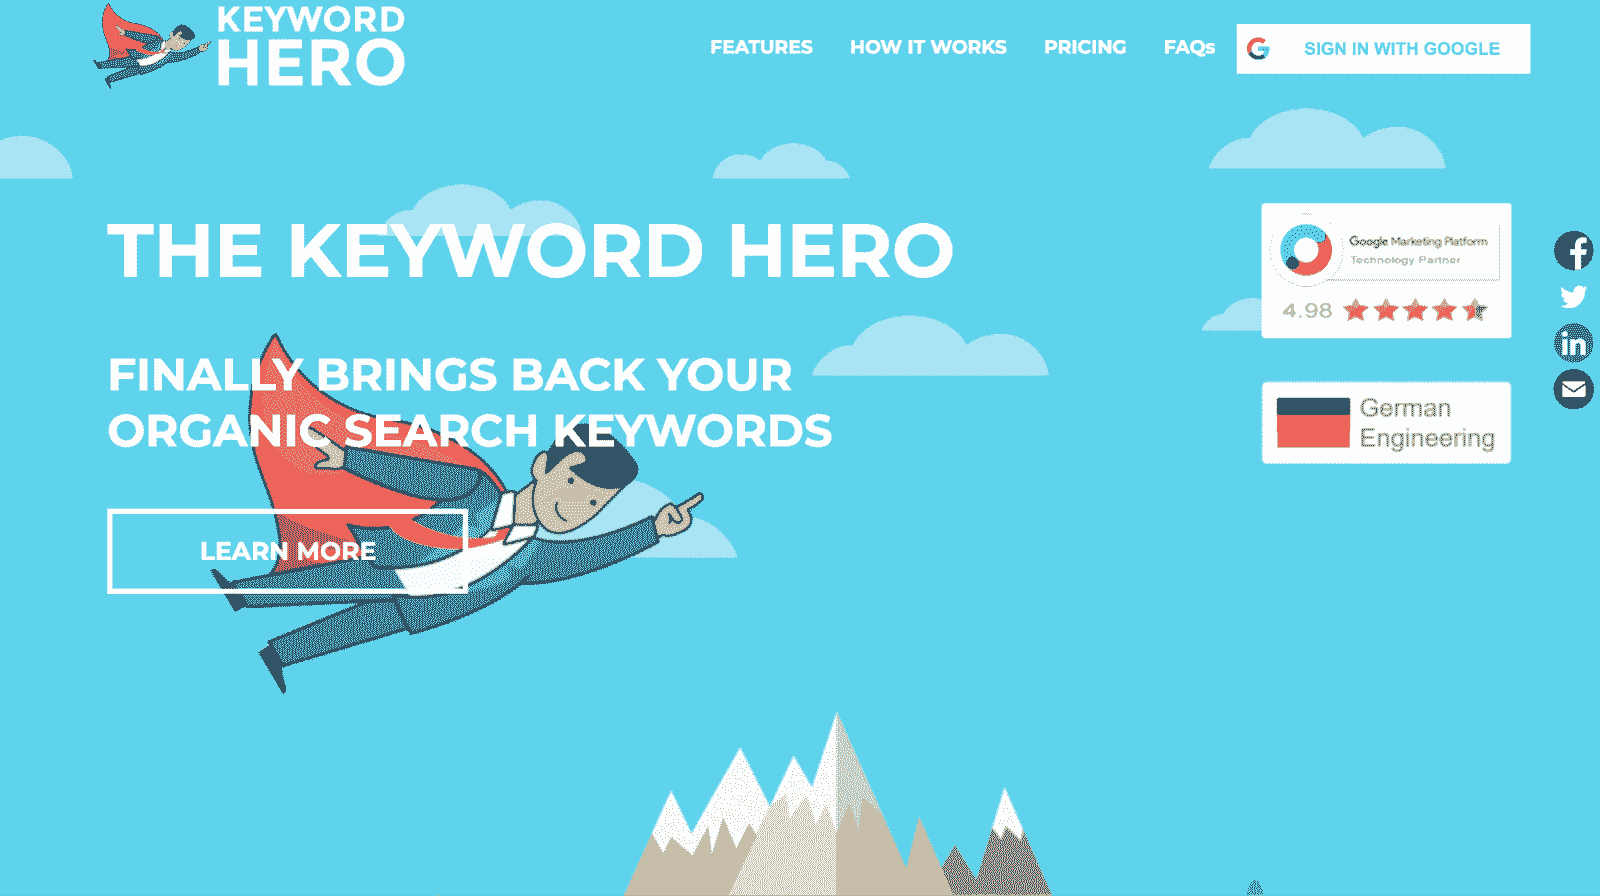 KEYWORD
HERO
FEATURES
HOW IT WORKS
PRICING
FAQs
SIGN IN WITH GOOGLE
THE KEYWORD HERO
Google Marketing Platform
Technology Partner
4.98
FINALLY BRINGS BACK YOUR
ORGANIC SEARCH KEYWORDS
German
Engineering
LEARN MORE